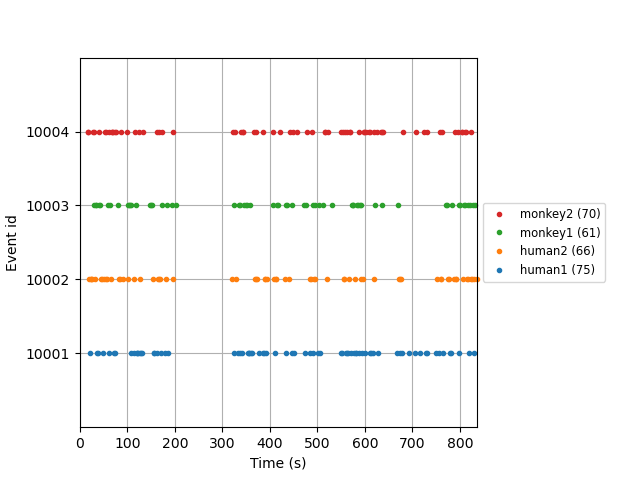 10004
10003
10002
10001
Event id
0 100 200 300 400 500 600 700 800
Time (s)
monkey2 (70)
monkey1 (61)
human2 (66)
human1 (75)